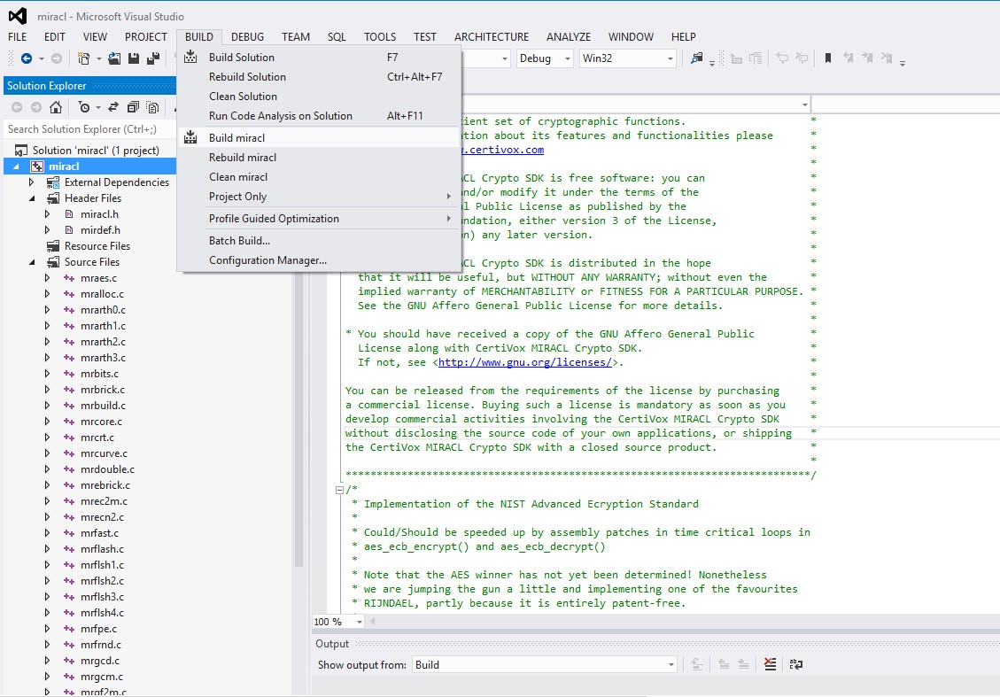 miracl - Microsoft Visual Studio
FILE EDIT VIEW PROJECT BUILD DEBUG TEAM SQL TOOLS TEST ARCHITECTURE ANALYZE WINDOW HELP
Debug Win32
Build Solution F7
Rebuild Solution Ctrl+Alt+F7
Clean Solution
Run Code Analysis on Solution Alt+F11
Build miracl
Rebuild miracl
Clean miracl
Project Only
Profile Guided Optimization
Batch Build...
Configuration Manager...
Solution Explorer
Search Solution Explorer (Ctrl+;)
Solution 'miracl' (1 project)
miracl
External Dependencies
Header Files
miracl.h
mirdef.h
Resource Files
Source Files
mraes.c
mralloc.c
mrarth0.c
mrarth1.c
mrarth2.c
mrarth3.c
mrbits.c
mrbrick.c
mrbuild.c
mrcore.c
mrcrt.c
mrcurve.c
mrdouble.c
mrebrick.c
mrec2m.c
mrecn2.c
mrfast.c
mrflash.c
mrflsh1.c
mrflsh2.c
mrflsh3.c
mrflsh4.c
mrfpe.c
mrfrnd.c
mrgcd.c
mrgcm.c
mrgf2m.c
ient set of cryptographic functions. *
tion about its features and functionalities please *
.certivox.com *
*
CL Crypto SDK is free software: you can *
and/or modify it under the terms of the *
l Public License as published by the *
ndation, either version 3 of the License, *
n) any later version. *
*
CL Crypto SDK is distributed in the hope *
that it will be useful, but WITHOUT ANY WARRANTY; without even the *
implied warranty of MERCHANTABILITY or FITNESS FOR A PARTICULAR PURPOSE. *
See the GNU Affero General Public License for more details. *
*
* You should have received a copy of the GNU Affero General Public *
License along with CertiVox MIRACL Crypto SDK. *
If not, see <http://www.gnu.org/licenses/>. *
*
You can be released from the requirements of the license by purchasing *
a commercial license. Buying such a license is mandatory as soon as you *
develop commercial activities involving the CertiVox MIRACL Crypto SDK *
without disclosing the source code of your own applications, or shipping *
the CertiVox MIRACL Crypto SDK with a closed source product. *
*
***************************************************************************/
/*
* Implementation of the NIST Advanced Ecryption Standard
*
* Could/Should be speeded up by assembly patches in time critical loops in
* aes_ecb_encrypt() and aes_ecb_decrypt()
*
* Note that the AES winner has not yet been determined! Nonetheless
* we are jumping the gun a little and implementing one of the favourites
* RIJNDAEL, partly because it is entirely patent-free.
100 %
Output
Show output from: Build